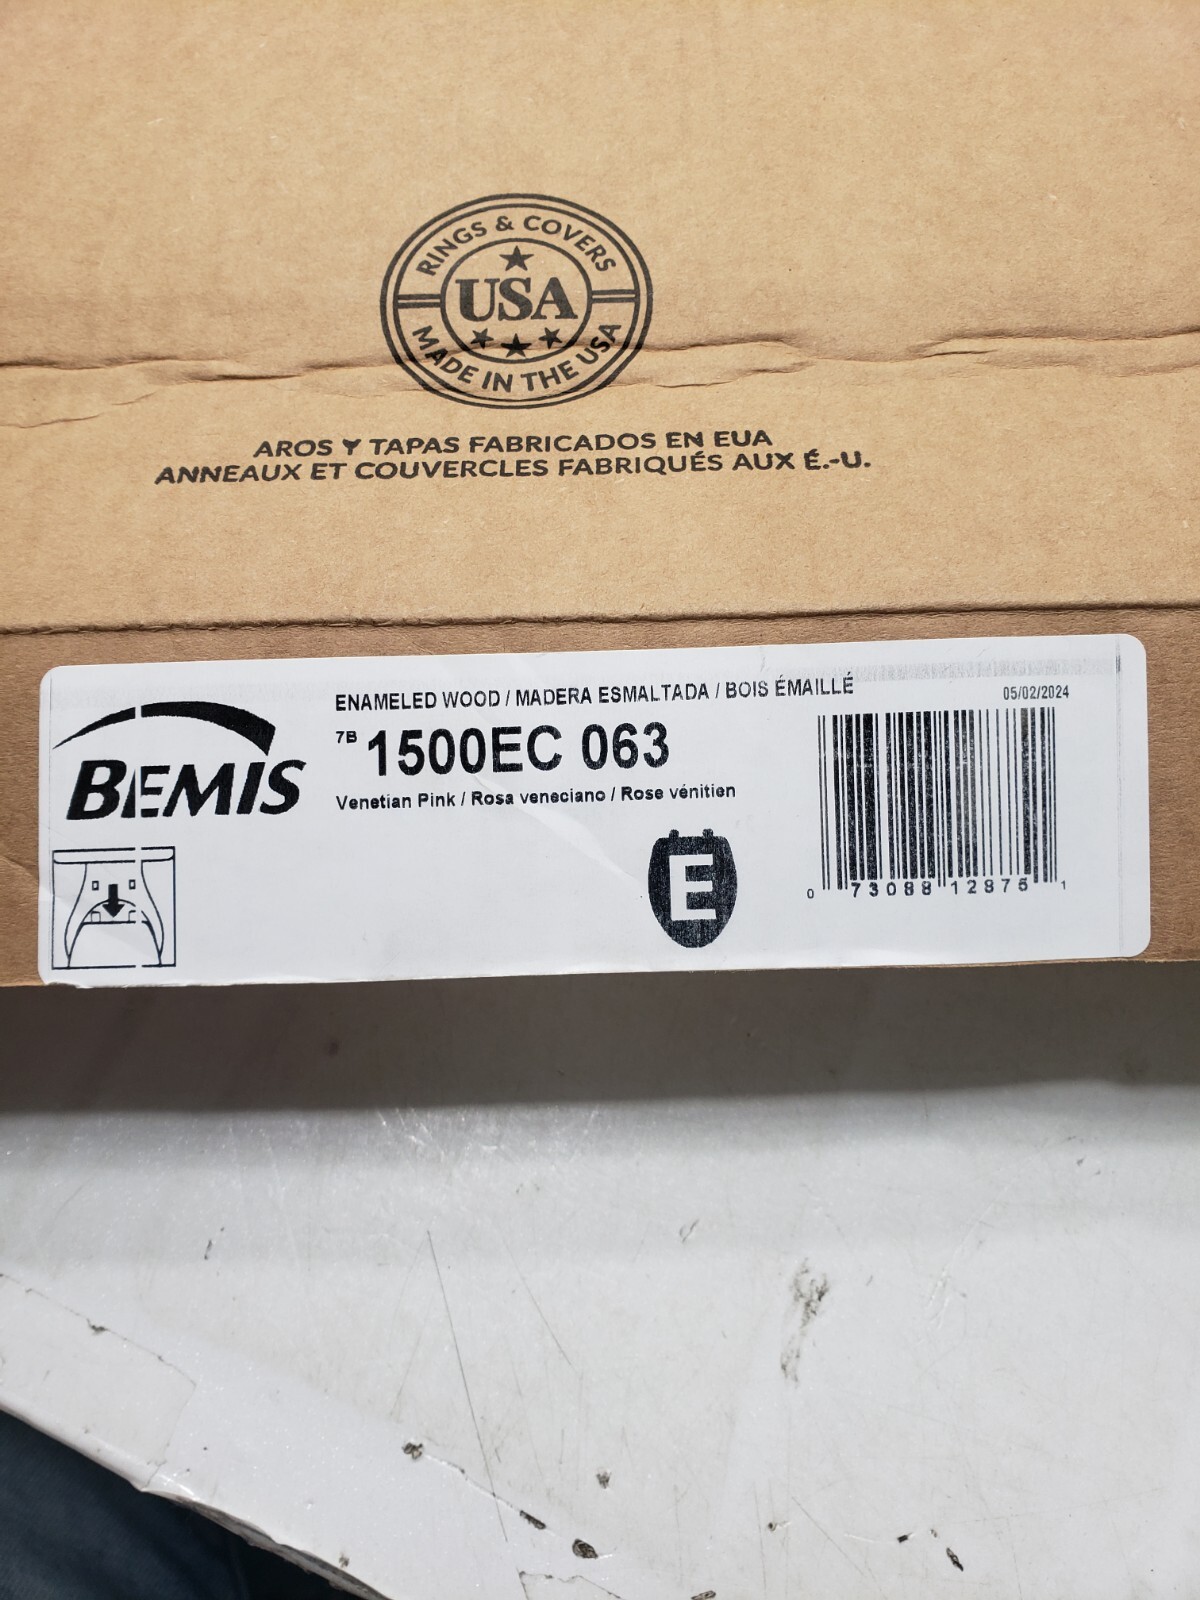 RINGS & COVERS
USA
MADE IN THE USA
AROS Y TAPAS FABRICADOS EN EUA
ANNEAUX ET COUVERCLES FABRIQUÉS AUX É.-U.
ENAMELED WOOD / MADERA ESMALTADA / BOIS ÉMAILLÉ
05/02/2024
BEMIS
7B 1500EC 063
Venetian Pink / Rosa veneciano / Rose vénitien
E
0 73088 12875 1